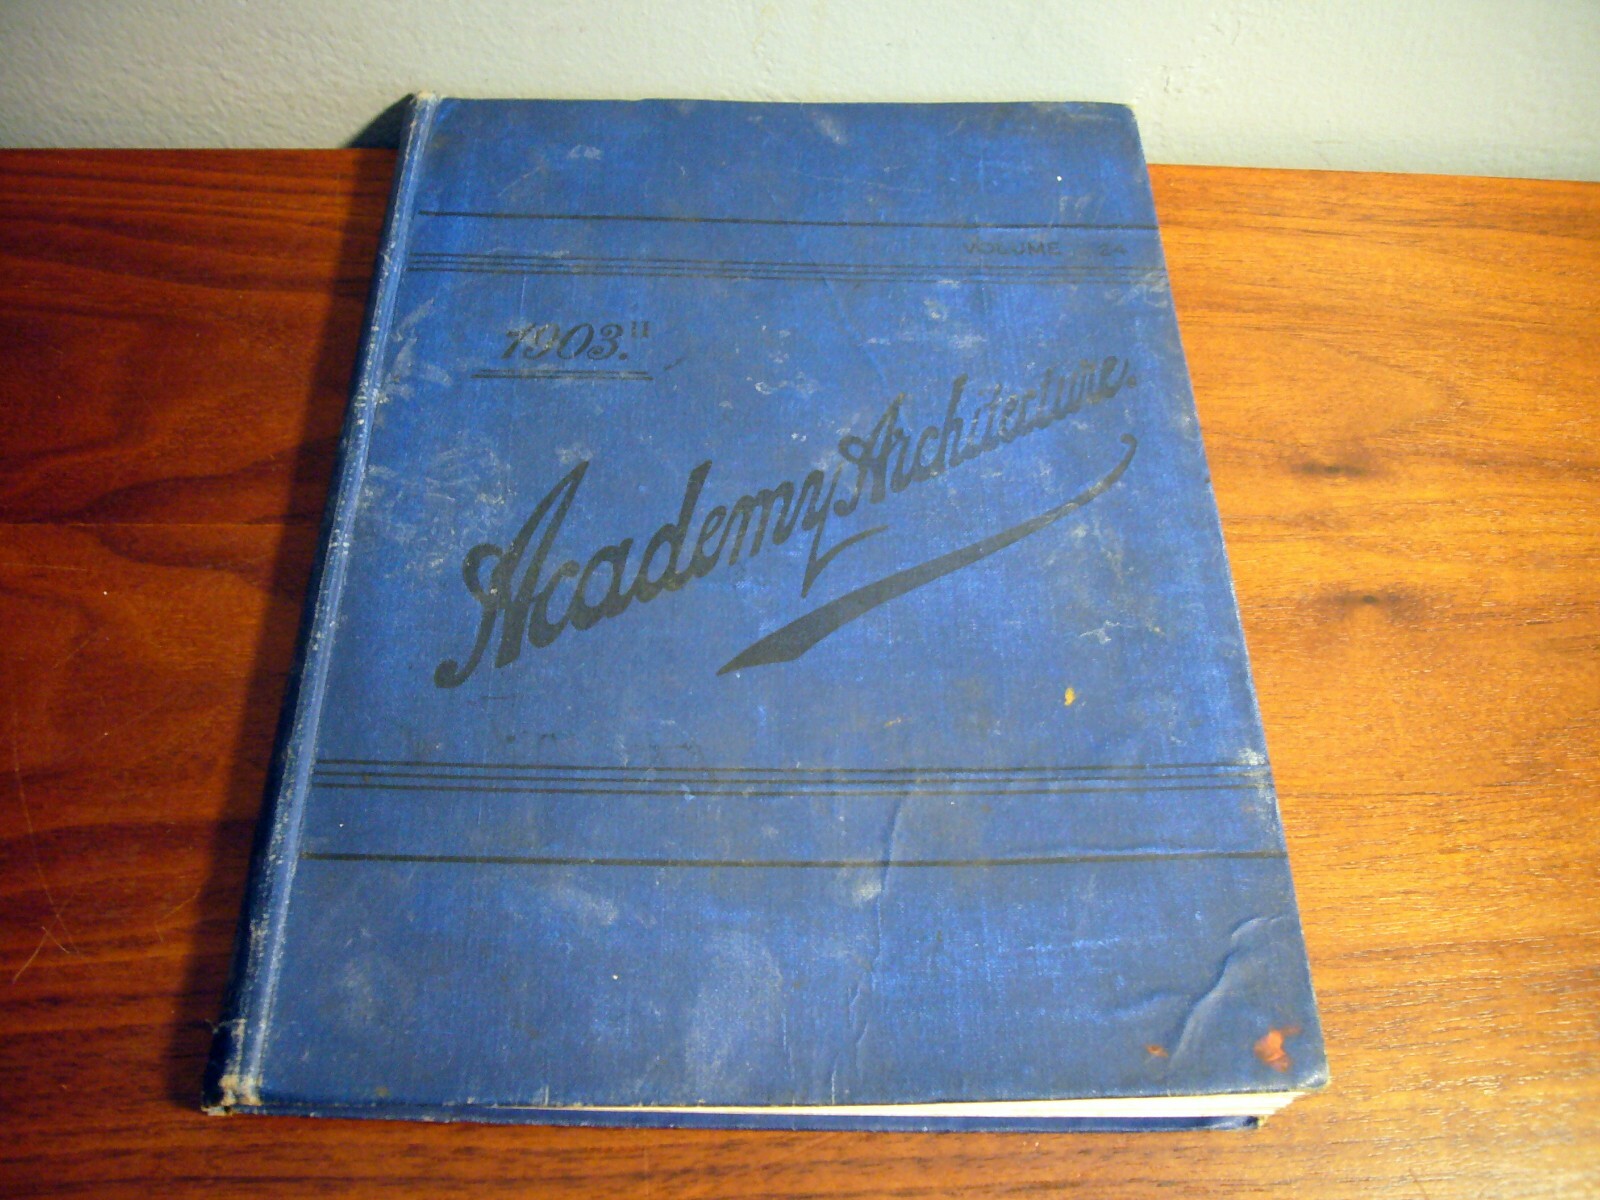 VOLUME 24
1903.II
Academy Architecture.